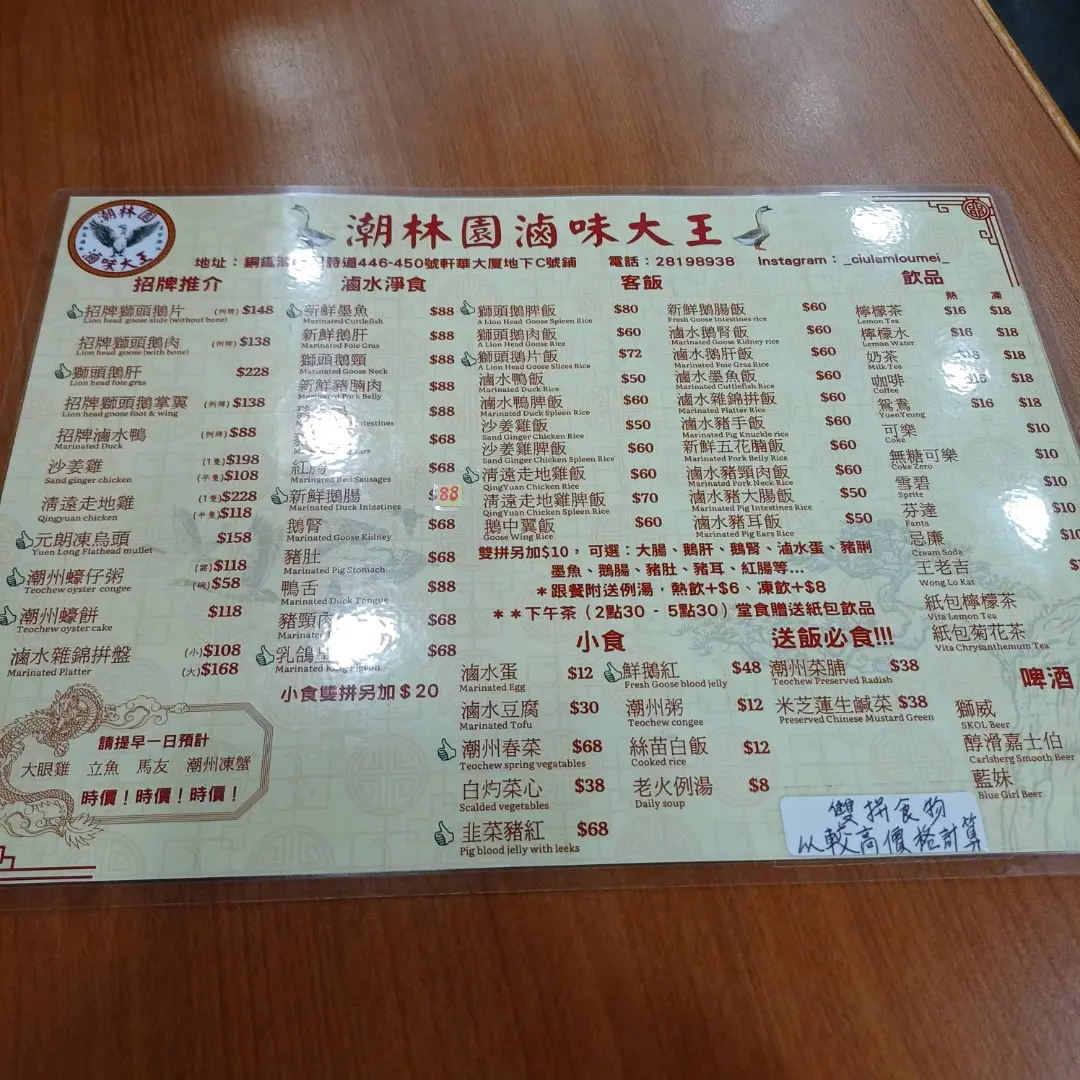 潮林園
滷味大王
潮林園滷味大王
地址：銅鑼 詩道446-450號軒華大厦地下C號鋪 電話：28198938 Instagram：_ciulamloumei_
招牌推介
招牌獅頭鵝片 (例牌) $148
Lion head goose slide (without bone)
招牌獅頭鵝肉 (例牌) $138
Lion head goose (with bone)
獅頭鵝肝 $228
Lion head foie gras
招牌獅頭鵝掌翼 (例牌) $138
Lion head goose foot & wing
招牌滷水鴨 (例牌) $88
Marinated Duck
沙姜雞 (1隻) $198
Sand ginger chicken (半隻) $108
清遠走地雞 (1隻) $228
Qingyuan chicken (半隻) $118
元朗凍烏頭 $158
Yuen Long Flathead mullet
潮州蠔仔粥 (窩) $118
Teochew oyster congee (碗) $58
潮州蠔餅 $118
Teochew oyster cake
滷水雜錦拼盤 (小) $108
Marinated Platter (大) $168
請提早一日預計
大眼雞 立魚 馬友 潮州凍蟹
時價！時價！時價！
滷水淨食
新鮮墨魚 $88
Marinated Cuttlefish
新鮮鵝肝 $88
Marinated Foie Gras
獅頭鵝頸 $88
Marinated Goose Neck
新鮮豬腩肉 $88
Marinated Pork Belly
$88
Intestines
$68
Ears
紅腸 $68
Marinated Red Sausages
新鮮鵝腸 $88
Marinated Duck Intestines
鵝腎 $68
Marinated Goose Kidney
豬肚 $68
Marinated Pig Stomach
鴨舌 $88
Marinated Duck Tongue
豬頸肉 $68
Marinated
乳鴿 $68
Marinated King Pigeon
小食雙拼另加＄20
客飯
獅頭鵝脾飯 $80
A Lion Head Goose Spleen Rice
獅頭鵝肉飯 $60
A Lion Head Goose Rice
獅頭鵝片飯 $72
A Lion Head Goose Slices Rice
滷水鴨飯 $50
Marinated Duck Rice
滷水鴨脾飯 $60
Marinated Duck Spleen Rice
沙姜雞飯 $50
Sand Ginger Chicken Rice
沙姜雞脾飯 $60
Sand Ginger Chicken Spleen Rice
清遠走地雞飯 $60
QingYuan Chicken Rice
清遠走地雞脾飯 $70
QingYuan Chicken Spleen Rice
鵝中翼飯 $60
Goose Wing Rice
新鮮鵝腸飯 $60
Fresh Goose Intestines rice
滷水鵝腎飯 $60
Marinated Goose Kidney rice
滷水鵝肝飯 $60
Marinated Foie Gras Rice
滷水墨魚飯 $60
Marinated Cuttlefish Rice
滷水雜錦拼飯 $60
Marinated Platter Rice
滷水豬手飯 $60
Marinated Pig Knuckle rice
新鮮五花腩飯 $60
Marinated Pork Belly Rice
滷水豬頸肉飯 $60
Marinated Pork Neck Rice
滷水豬大腸飯 $50
Marinated Pig Intestines Rice
滷水豬耳飯 $50
Marinated Pig Ears Rice
雙拼另加$10，可選：大腸、鵝肝、鵝腎、滷水蛋、豬脷
墨魚、鵝腸、豬肚、豬耳、紅腸等...
＊跟餐附送例湯，熱飲+$6、凍飲+$8
＊＊下午茶（2點30 - 5點30）堂食贈送紙包飲品
小食
滷水蛋 $12
Marinated Egg
滷水豆腐 $30
Marinated Tofu
潮州春菜 $68
Teochew spring vegatables
白灼菜心 $38
Scalded vegetables
韭菜豬紅 $68
Pig blood jelly with leeks
鮮鵝紅 $48
Fresh Goose blood jelly
潮州粥 $12
Teochew congee
絲苗白飯 $12
Cooked rice
老火例湯 $8
Daily soup
送飯必食!!!
潮州菜脯 $38
Teochew Preserved Radish
米芝蓮生鹹菜 $38
Preserved Chinese Mustard Green
飲品
熱 凍
檸檬茶 $16 $18
Lemon Tea
檸檬水 $16 $18
Lemon Water
奶茶 $18
Milk Tea
咖啡 $18
Coffee
鴛鴦 $16 $18
YuenYeung
可樂 $10
Coke
無糖可樂 $10
Coke Zero
雪碧 $10
Sprite
芬達 $10
Fanta
忌廉
Cream Soda
王老吉
Wong Lo Kat
紙包檸檬茶
Vita Lemon Tea
紙包菊花茶
Vita Chrysanthemum Tea
啤酒
獅威
SKOL Beer
醇滑嘉士伯
Carlsberg Smooth Beer
藍妹
Blue Girl Beer
雙拼食物
以較高價格計算